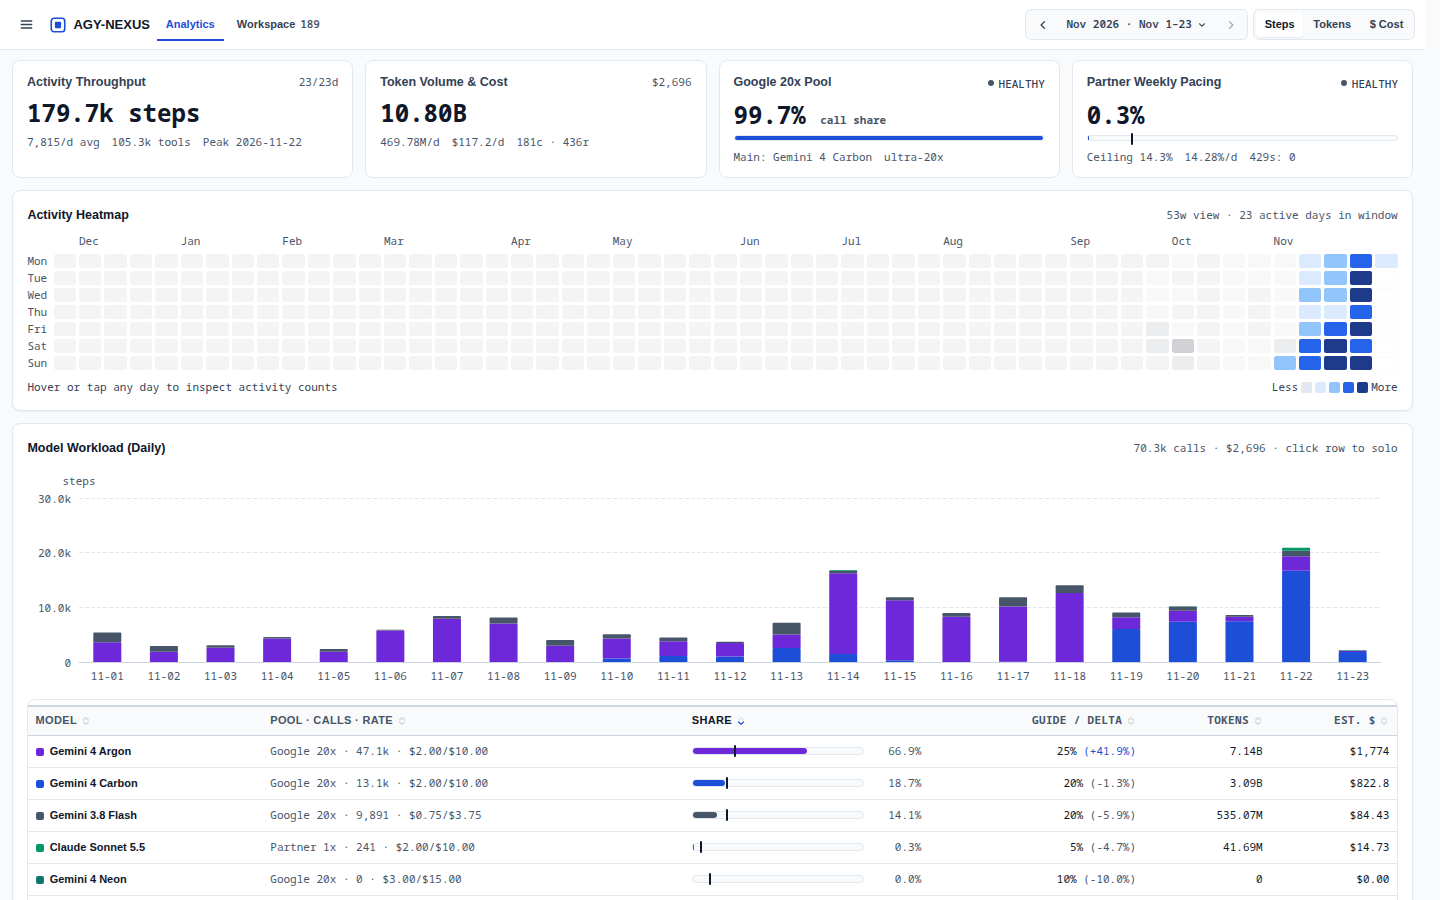 AGY-NEXUS Analytics Workspace 189 Nov 2026 · Nov 1–23 Steps Tokens $ Cost
Activity Throughput 23/23d
179.7k steps
7,815/d avg 105.3k tools Peak 2026-11-22
Token Volume & Cost $2,696
10.80B
469.78M/d $117.2/d 181c · 436r
Google 20x Pool HEALTHY
99.7% call share
Main: Gemini 4 Carbon ultra-20x
Partner Weekly Pacing HEALTHY
0.3%
Ceiling 14.3% 14.28%/d 429s: 0
Activity Heatmap 53w view · 23 active days in window
Dec Jan Feb Mar Apr May Jun Jul Aug Sep Oct Nov
Mon
Tue
Wed
Thu
Fri
Sat
Sun
Hover or tap any day to inspect activity counts Less More
Model Workload (Daily) 70.3k calls · $2,696 · click row to solo
steps
30.0k
20.0k
10.0k
0
11-01 11-02 11-03 11-04 11-05 11-06 11-07 11-08 11-09 11-10 11-11 11-12 11-13 11-14 11-15 11-16 11-17 11-18 11-19 11-20 11-21 11-22 11-23
MODEL POOL · CALLS · RATE SHARE GUIDE / DELTA TOKENS EST. $
Gemini 4 Argon Google 20x · 47.1k · $2.00/$10.00 66.9% 25% (+41.9%) 7.14B $1,774
Gemini 4 Carbon Google 20x · 13.1k · $2.00/$10.00 18.7% 20% (-1.3%) 3.09B $822.8
Gemini 3.8 Flash Google 20x · 9,891 · $0.75/$3.75 14.1% 20% (-5.9%) 535.07M $84.43
Claude Sonnet 5.5 Partner 1x · 241 · $2.00/$10.00 0.3% 5% (-4.7%) 41.69M $14.73
Gemini 4 Neon Google 20x · 0 · $3.00/$15.00 0.0% 10% (-10.0%) 0 $0.00